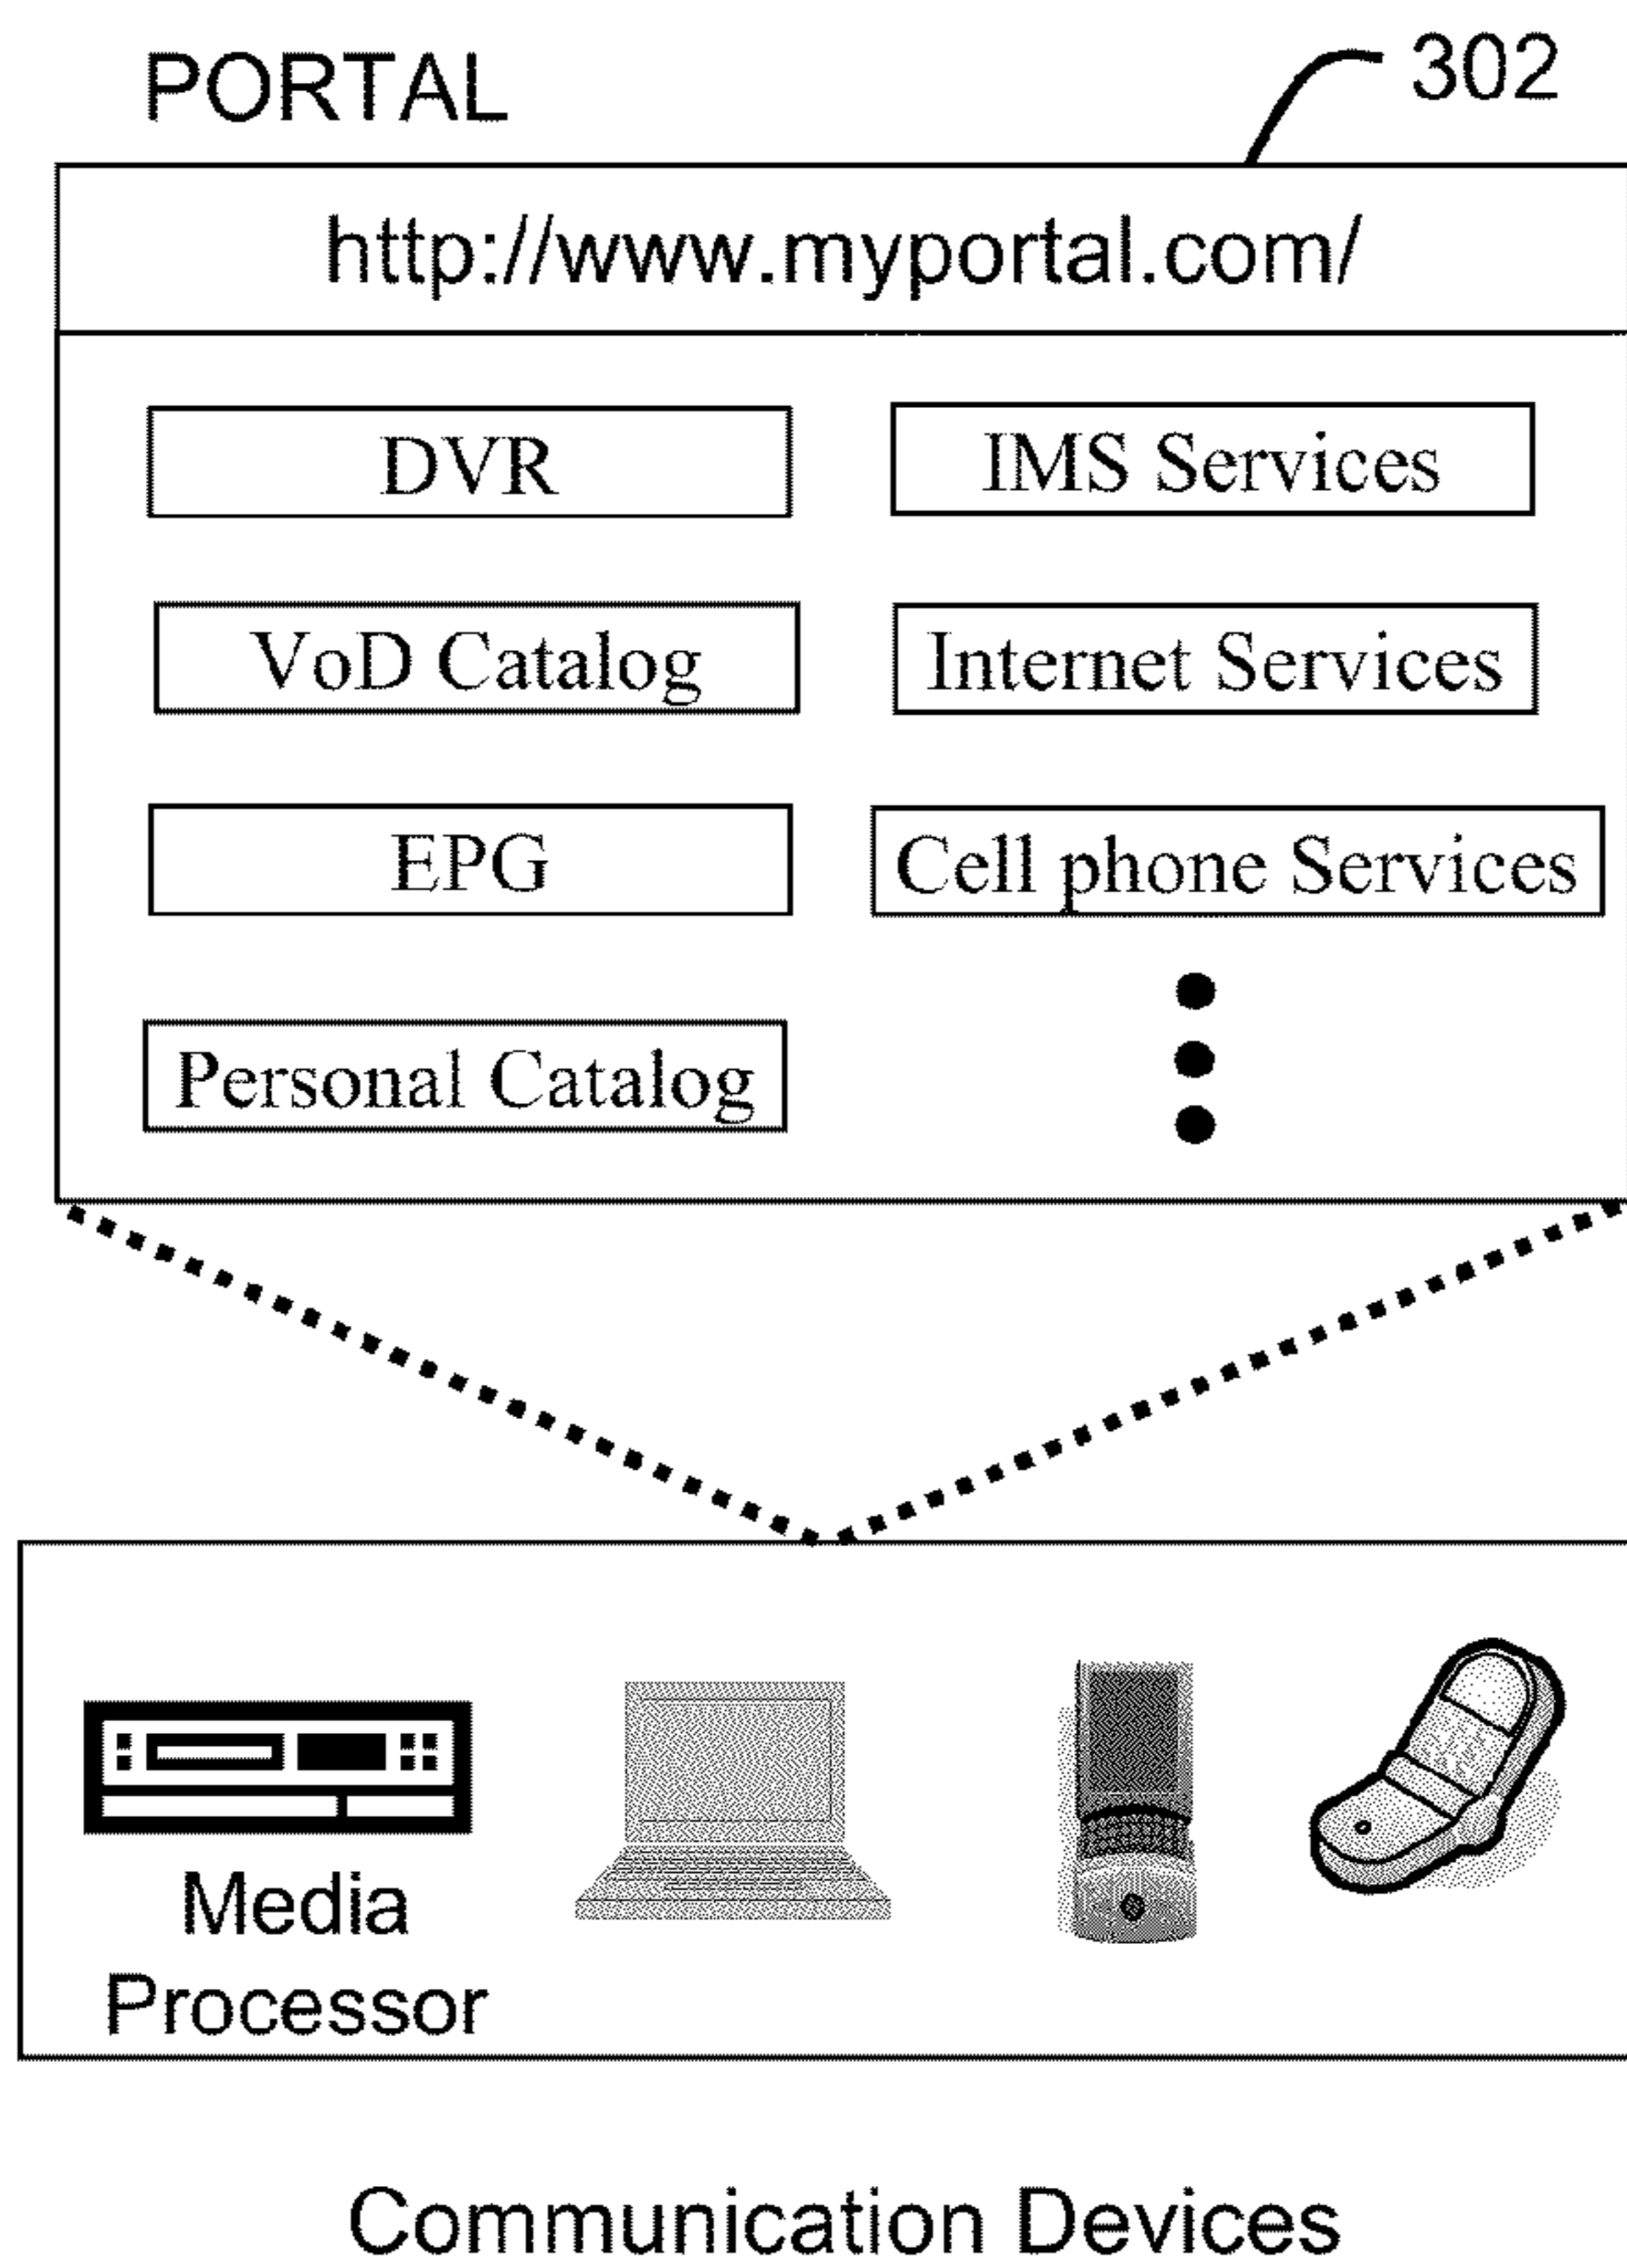 PORTAL
302
http://www.myportal.com/
DVR
IMS Services
VoD Catalog
Internet Services
EPG
Cell phone Services
Personal Catalog
Media
Processor
Communication Devices